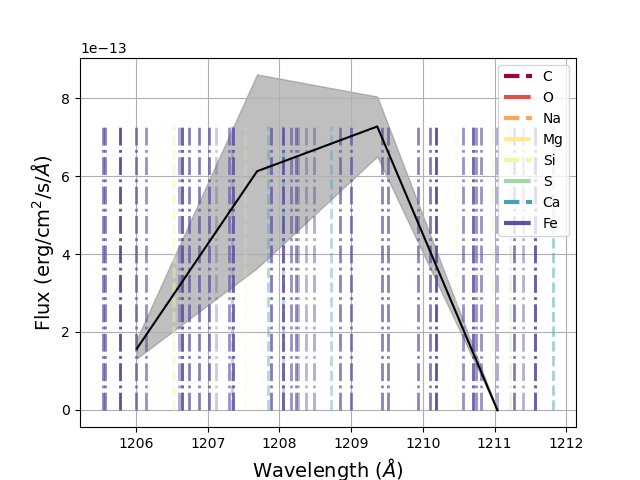 1e−13
8
6
4
2
0
Flux (erg/cm²/s/Å)
1206 1207 1208 1209 1210 1211 1212
Wavelength (Å)
C
O
Na
Mg
Si
S
Ca
Fe